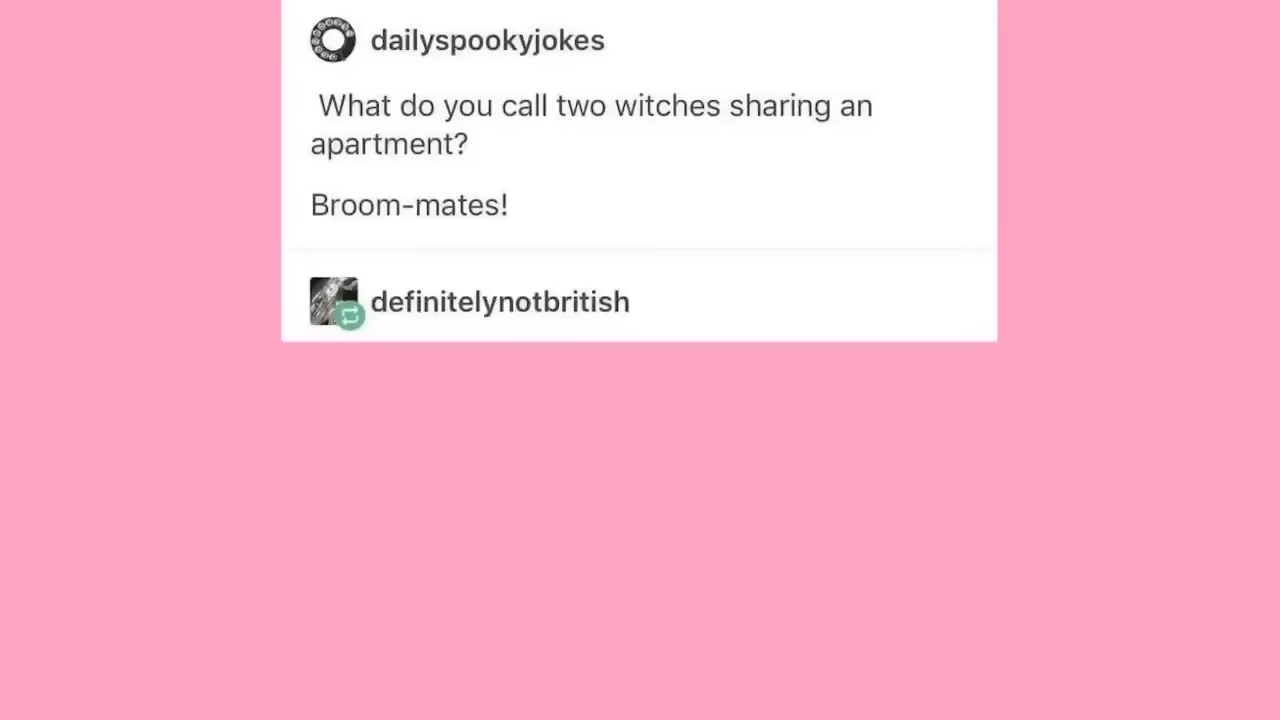 dailyspookyjokes
What do you call two witches sharing an
apartment?
Broom-mates!
definitelynotbritish